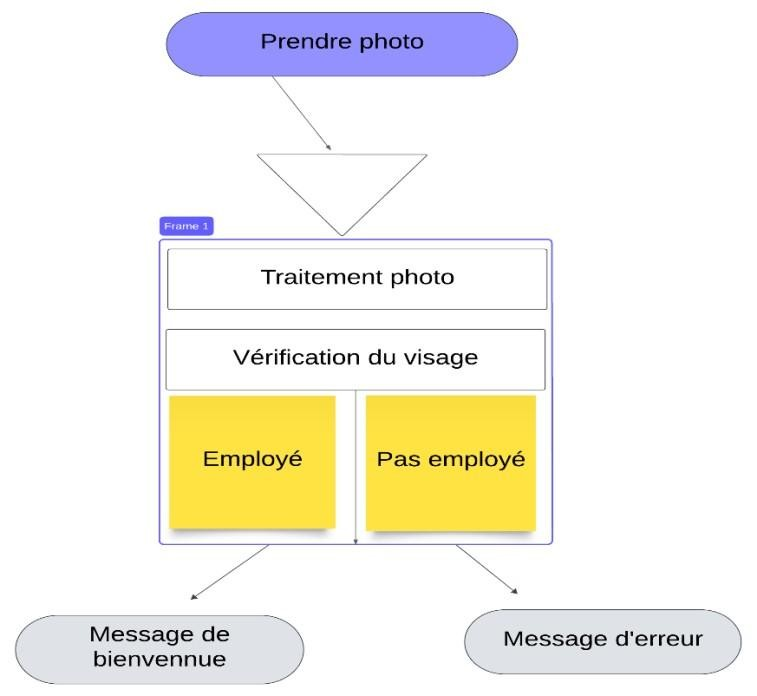 Prendre photo
Frame 1
Traitement photo
Vérification du visage
Employé
Pas employé
Message de
bienvennue
Message d'erreur